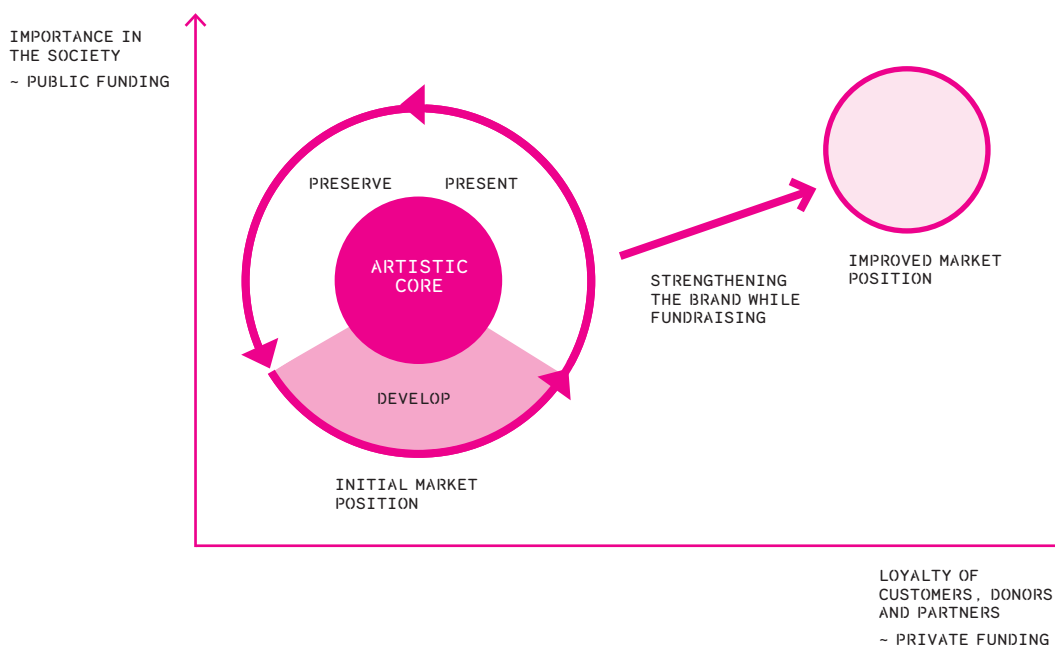 IMPORTANCE IN
THE SOCIETY
~ PUBLIC FUNDING
PRESERVE
PRESENT
ARTISTIC
CORE
DEVELOP
INITIAL MARKET
POSITION
STRENGTHENING
THE BRAND WHILE
FUNDRAISING
IMPROVED MARKET
POSITION
LOYALTY OF
CUSTOMERS, DONORS
AND PARTNERS
~ PRIVATE FUNDING